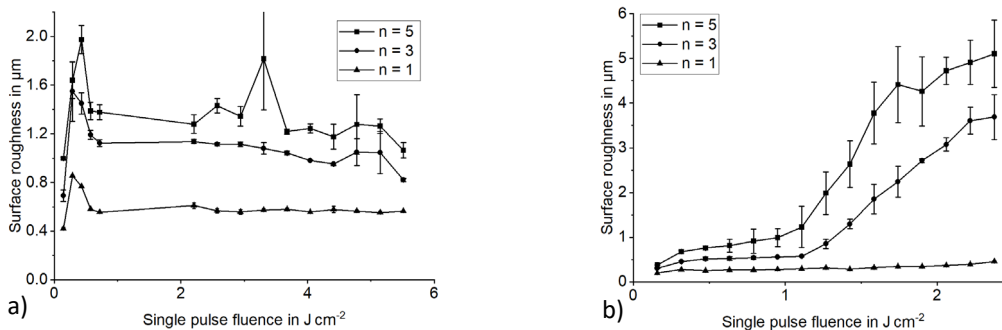 2.0
1.6
1.2
0.8
0.4
0.0
Surface roughness in µm
n = 5
n = 3
n = 1
0
2
4
6
Single pulse fluence in J cm⁻²
a)
6
5
4
3
2
1
0
Surface roughness in µm
n = 5
n = 3
n = 1
0
1
2
Single pulse fluence in J cm⁻²
b)